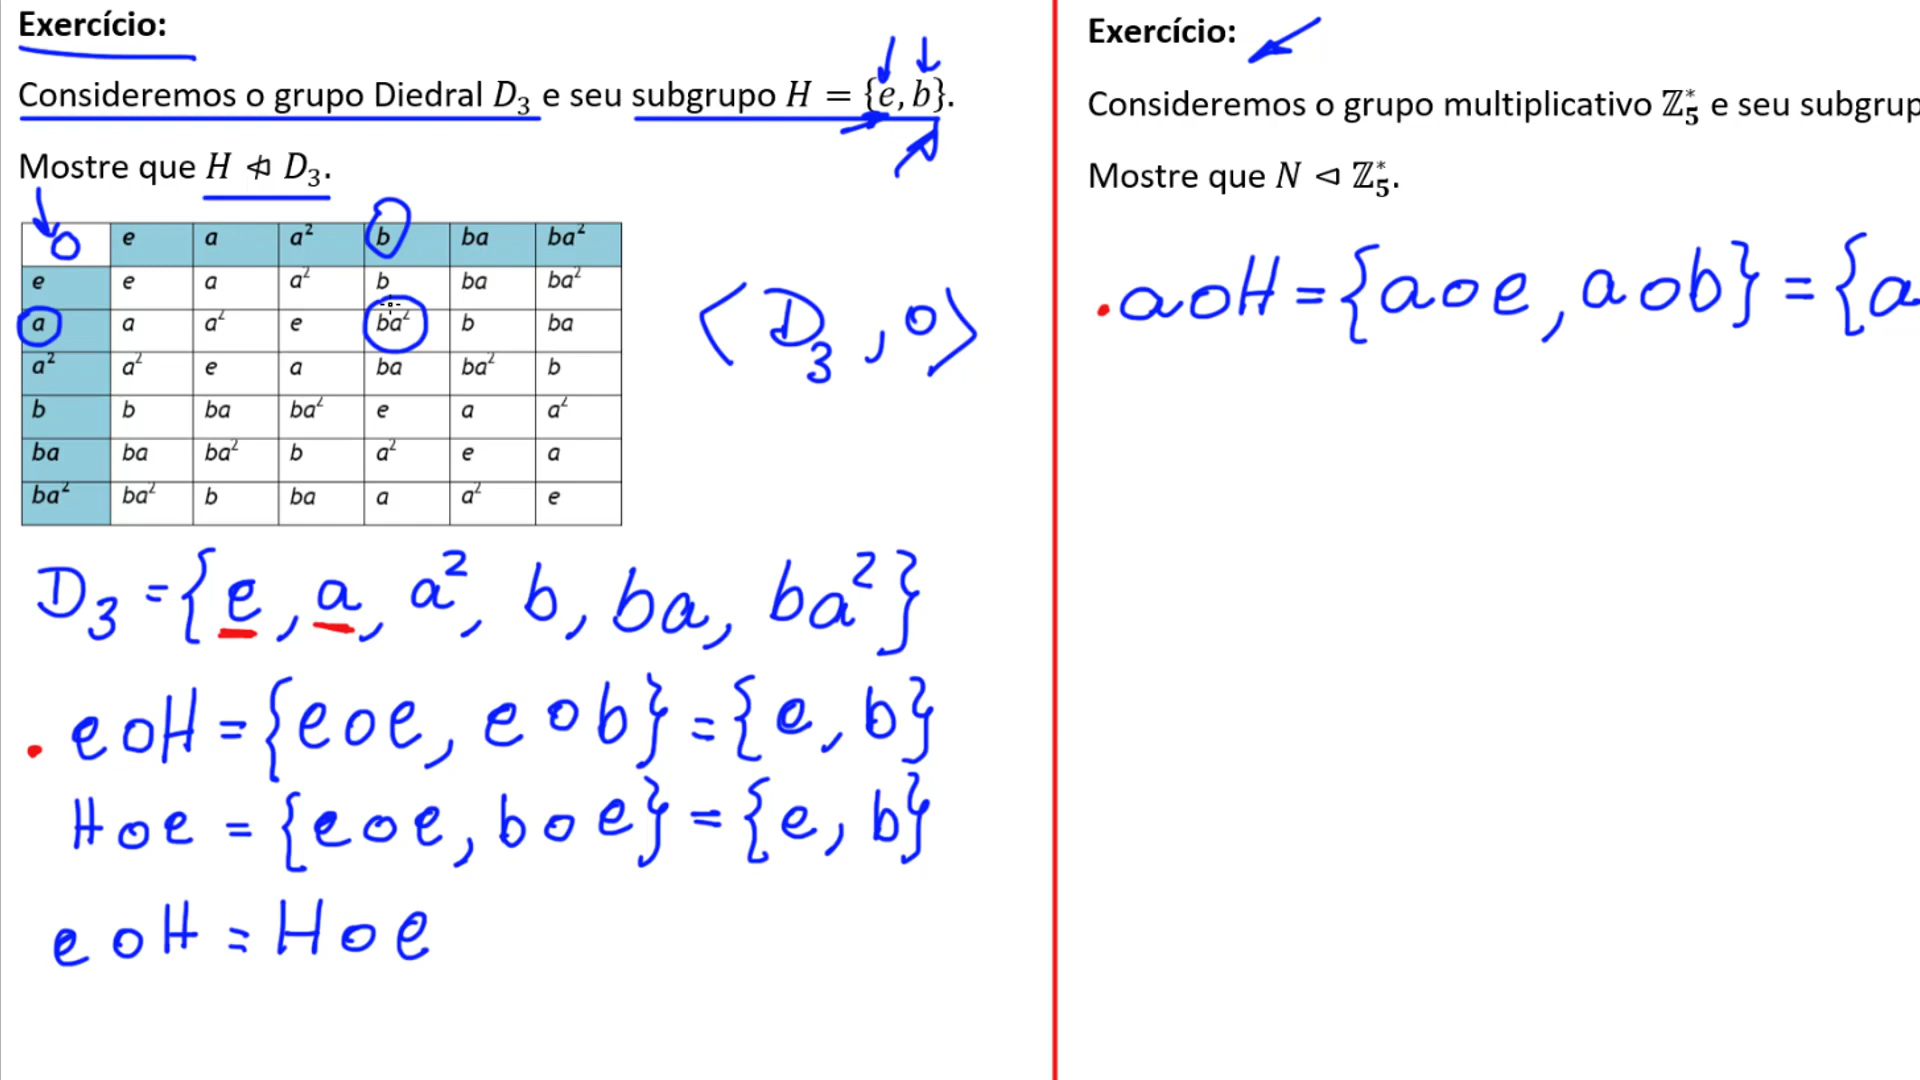 Exercício:
Consideremos o grupo Diedral D₃ e seu subgrupo H = {e, b}.
Mostre que H ⋪ D₃.
o e a a² b ba ba²
e e a a² b ba ba²
a a a² e ba² b ba
a² a² e a ba ba² b
b b ba ba² e a a²
ba ba ba² b a² e a
ba² ba² b ba a a² e
⟨D₃, o⟩
D₃ = {e, a, a², b, ba, ba²}
. e o H = {e o e, e o b} = {e, b}
H o e = {e o e, b o e} = {e, b}
e o H = H o e
Exercício:
Consideremos o grupo multiplicativo ℤ₅* e seu subgrup
Mostre que N ⊲ ℤ₅*.
. a o H = {a o e, a o b} = {a